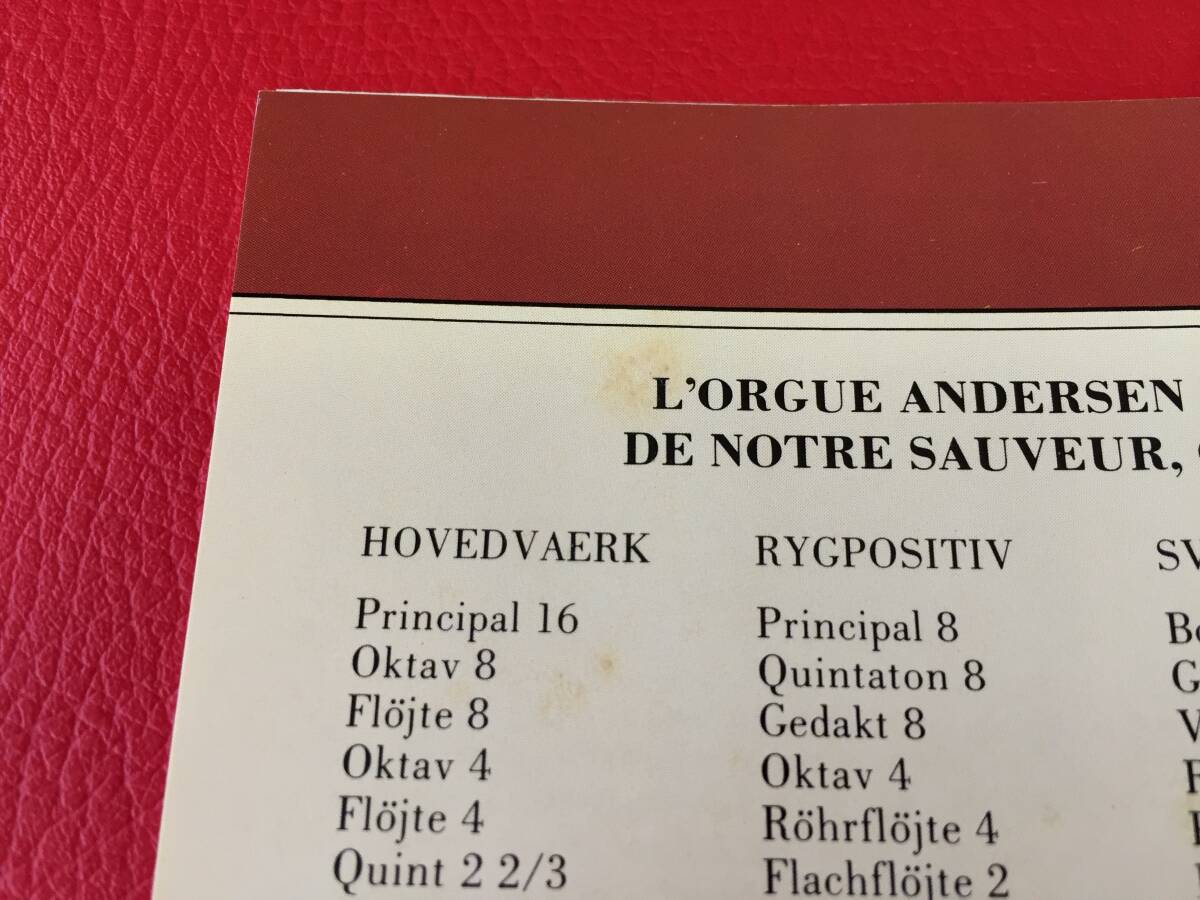 L'ORGUE ANDERSEN
DE NOTRE SAUVEUR,
HOVEDVAERK
Principal 16
Oktav 8
Flöjte 8
Oktav 4
Flöjte 4
Quint 2 2/3
RYGPOSITIV
Principal 8
Quintaton 8
Gedakt 8
Oktav 4
Röhrflöjte 4
Flachflöjte 2